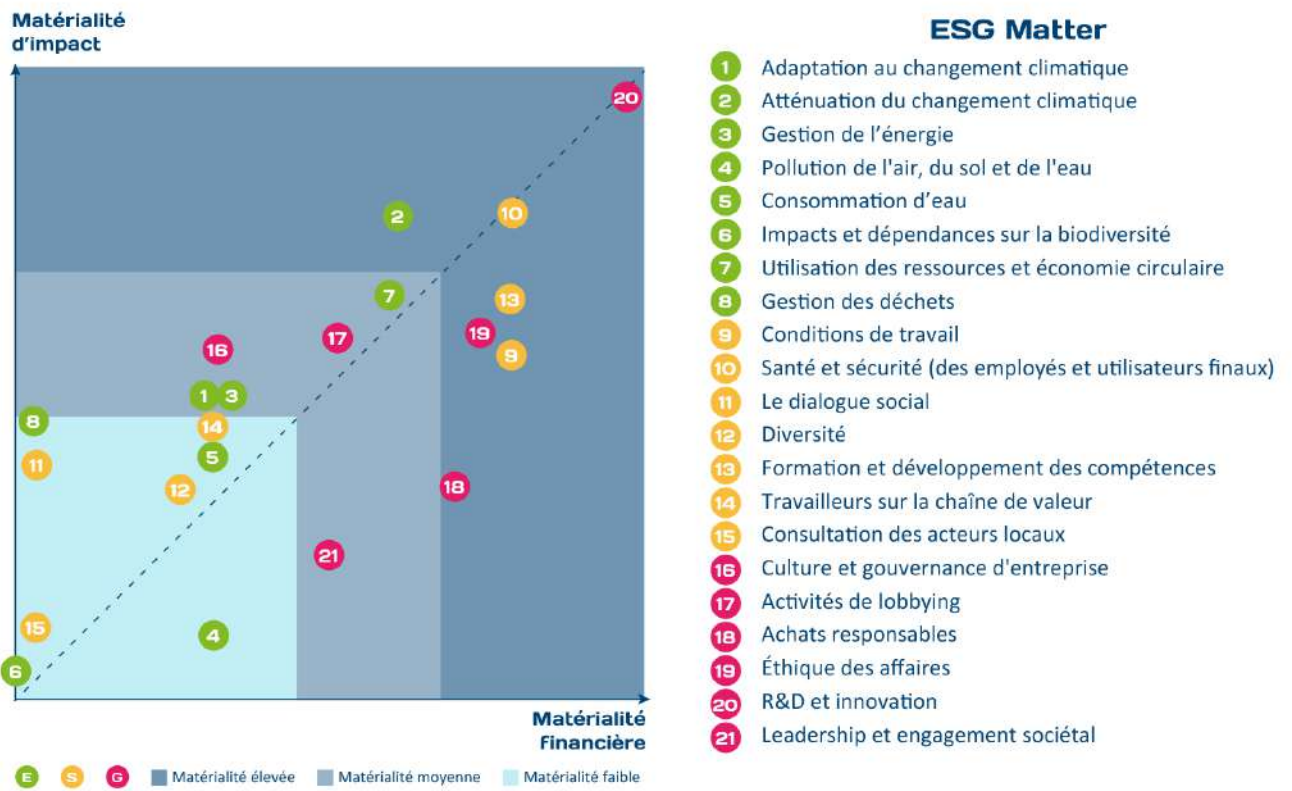 Matérialité
d'impact
20
2
10
7
13
17
19
16
9
1
3
8
14
5
11
12
18
21
15
4
6
Matérialité
financière
E S G Matérialité élevée Matérialité moyenne Matérialité faible
ESG Matter
1 Adaptation au changement climatique
2 Atténuation du changement climatique
3 Gestion de l’énergie
4 Pollution de l'air, du sol et de l'eau
5 Consommation d’eau
6 Impacts et dépendances sur la biodiversité
7 Utilisation des ressources et économie circulaire
8 Gestion des déchets
9 Conditions de travail
10 Santé et sécurité (des employés et utilisateurs finaux)
11 Le dialogue social
12 Diversité
13 Formation et développement des compétences
14 Travailleurs sur la chaîne de valeur
15 Consultation des acteurs locaux
16 Culture et gouvernance d'entreprise
17 Activités de lobbying
18 Achats responsables
19 Éthique des affaires
20 R&D et innovation
21 Leadership et engagement sociétal